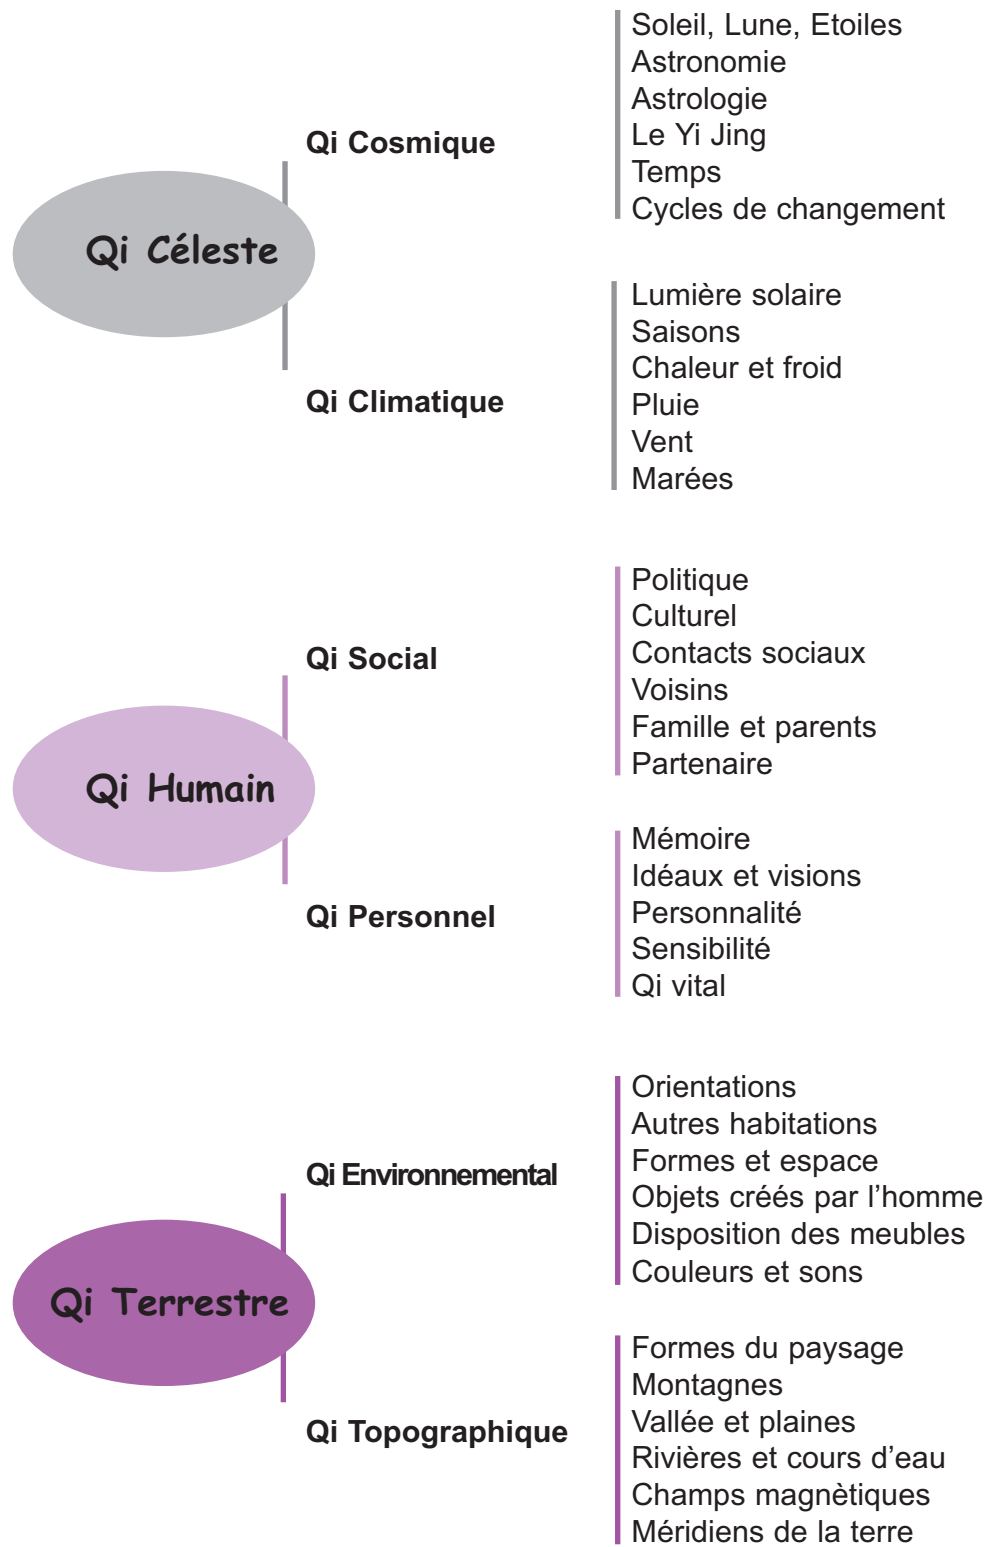 Qi Céleste
Qi Cosmique
Soleil, Lune, Etoiles
Astronomie
Astrologie
Le Yi Jing
Temps
Cycles de changement
Qi Climatique
Lumière solaire
Saisons
Chaleur et froid
Pluie
Vent
Marées
Qi Humain
Qi Social
Politique
Culturel
Contacts sociaux
Voisins
Famille et parents
Partenaire
Qi Personnel
Mémoire
Idéaux et visions
Personnalité
Sensibilité
Qi vital
Qi Terrestre
Qi Environnemental
Orientations
Autres habitations
Formes et espace
Objets créés par l’homme
Disposition des meubles
Couleurs et sons
Qi Topographique
Formes du paysage
Montagnes
Vallée et plaines
Rivières et cours d’eau
Champs magnètiques
Méridiens de la terre